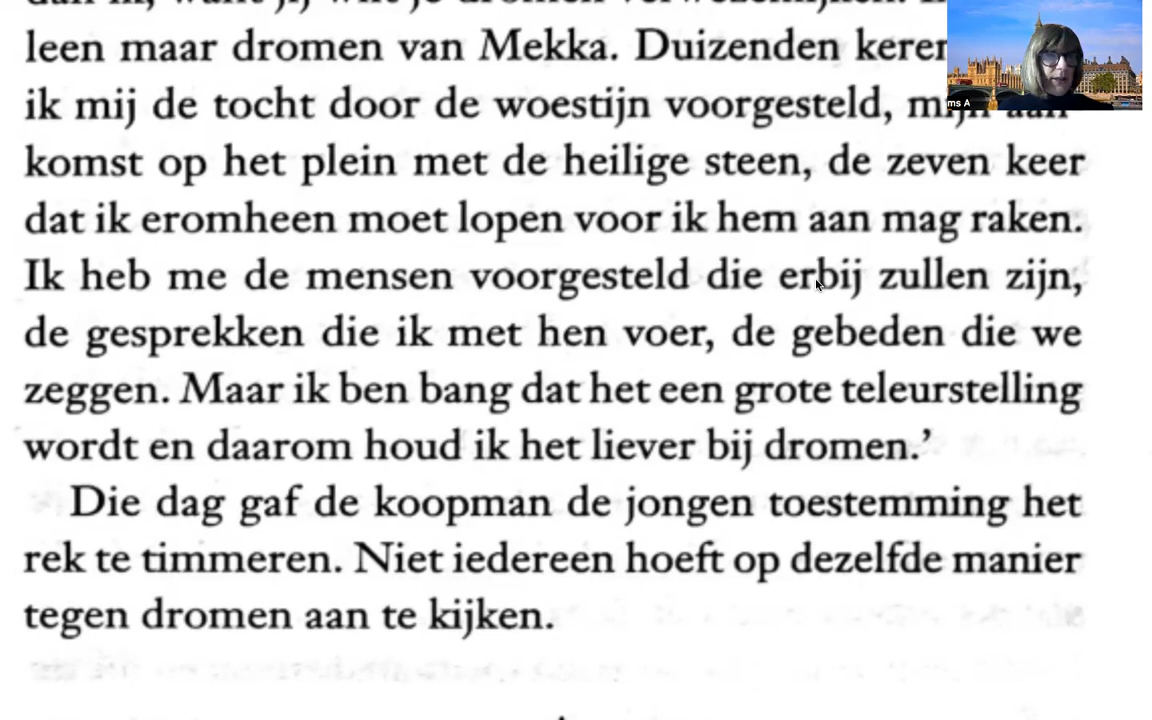 leen maar dromen van Mekka. Duizenden keren
ik mij de tocht door de woestijn voorgesteld, mijn aan
komst op het plein met de heilige steen, de zeven keer
dat ik eromheen moet lopen voor ik hem aan mag raken.
Ik heb me de mensen voorgesteld die erbij zullen zijn,
de gesprekken die ik met hen voer, de gebeden die we
zeggen. Maar ik ben bang dat het een grote teleurstelling
wordt en daarom houd ik het liever bij dromen.’
Die dag gaf de koopman de jongen toestemming het
rek te timmeren. Niet iedereen hoeft op dezelfde manier
tegen dromen aan te kijken.
ms A